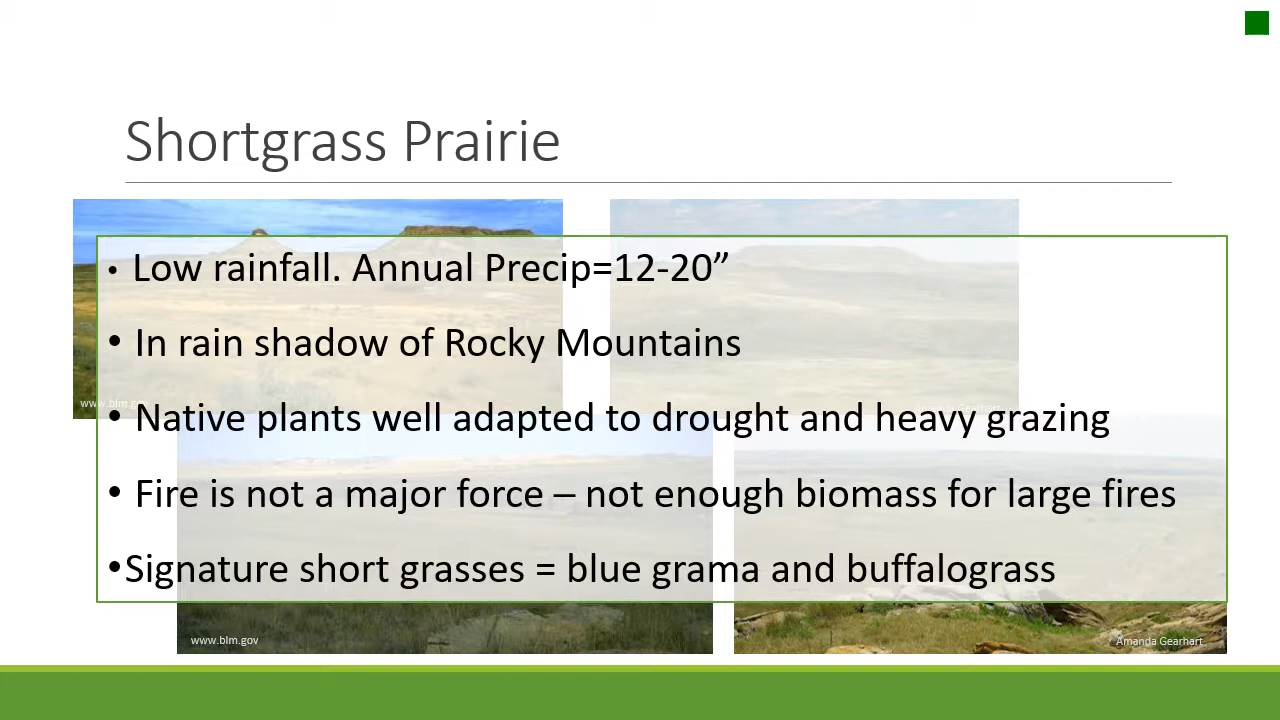 Shortgrass Prairie
• Low rainfall. Annual Precip=12-20”
• In rain shadow of Rocky Mountains
www.blm.gov
• Native plants well adapted to drought and heavy grazing
• Fire is not a major force – not enough biomass for large fires
•Signature short grasses = blue grama and buffalograss
www.blm.gov
Amanda Gearhart